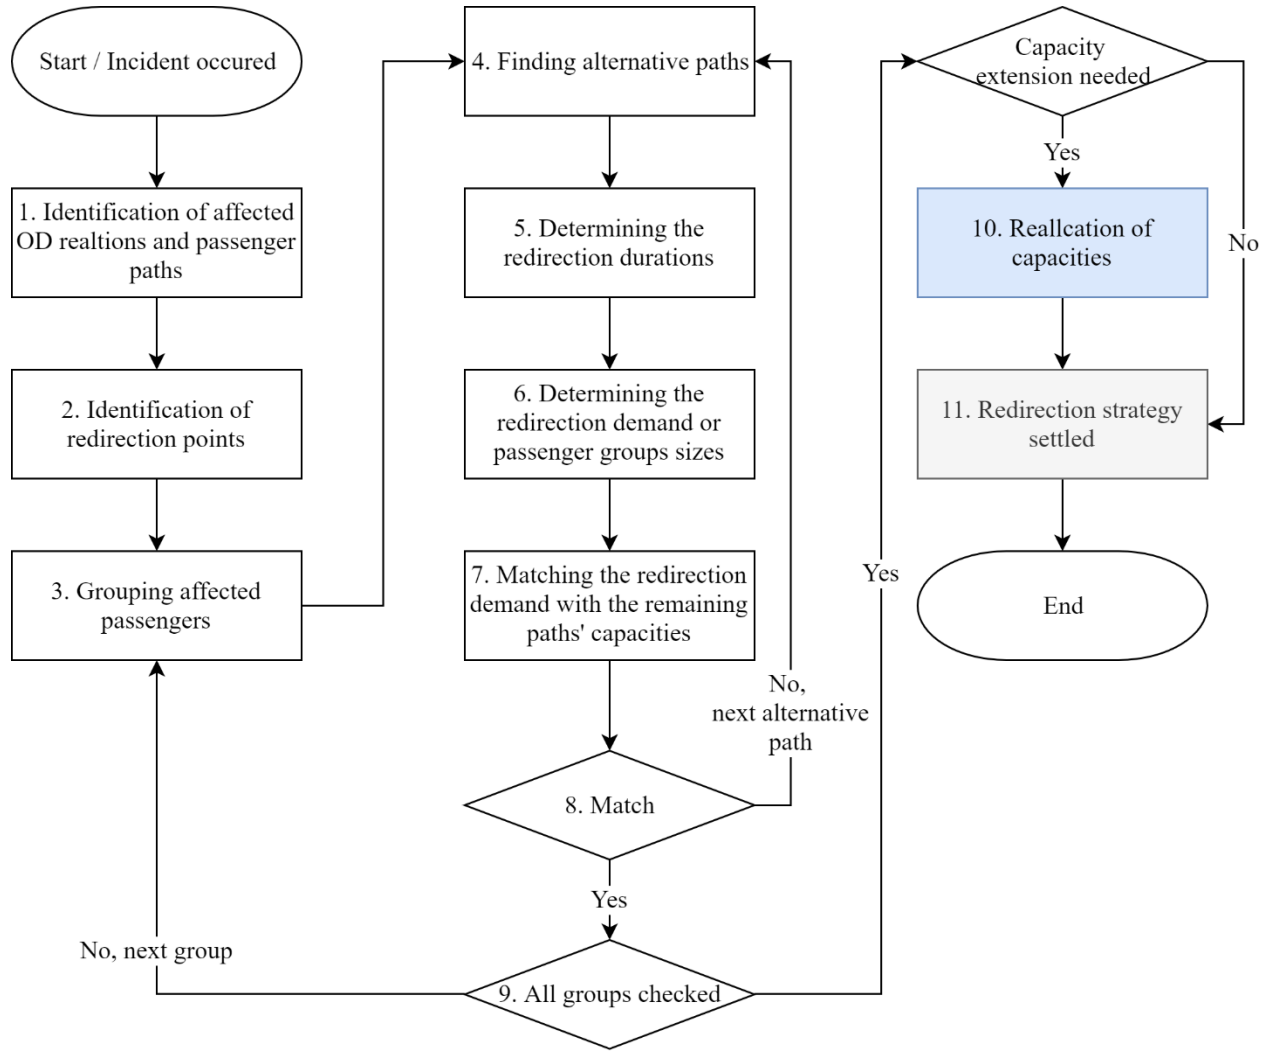 Start / Incident occured
1. Identification of affected
OD realtions and passenger
paths
2. Identification of
redirection points
3. Grouping affected
passengers
No, next group
4. Finding alternative paths
5. Determining the
redirection durations
6. Determining the
redirection demand or
passenger groups sizes
7. Matching the redirection
demand with the remaining
paths' capacities
No,
next alternative
path
8. Match
Yes
9. All groups checked
Yes
Capacity
extension needed
Yes
No
10. Reallcation of
capacities
11. Redirection strategy
settled
End